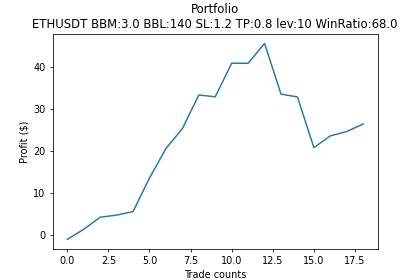 Portfolio
ETHUSDT BBM:3.0 BBL:140 SL:1.2 TP:0.8 lev:10 WinRatio:68.0
40
30
20
10
0
Profit ($)
0.0 2.5 5.0 7.5 10.0 12.5 15.0 17.5
Trade counts